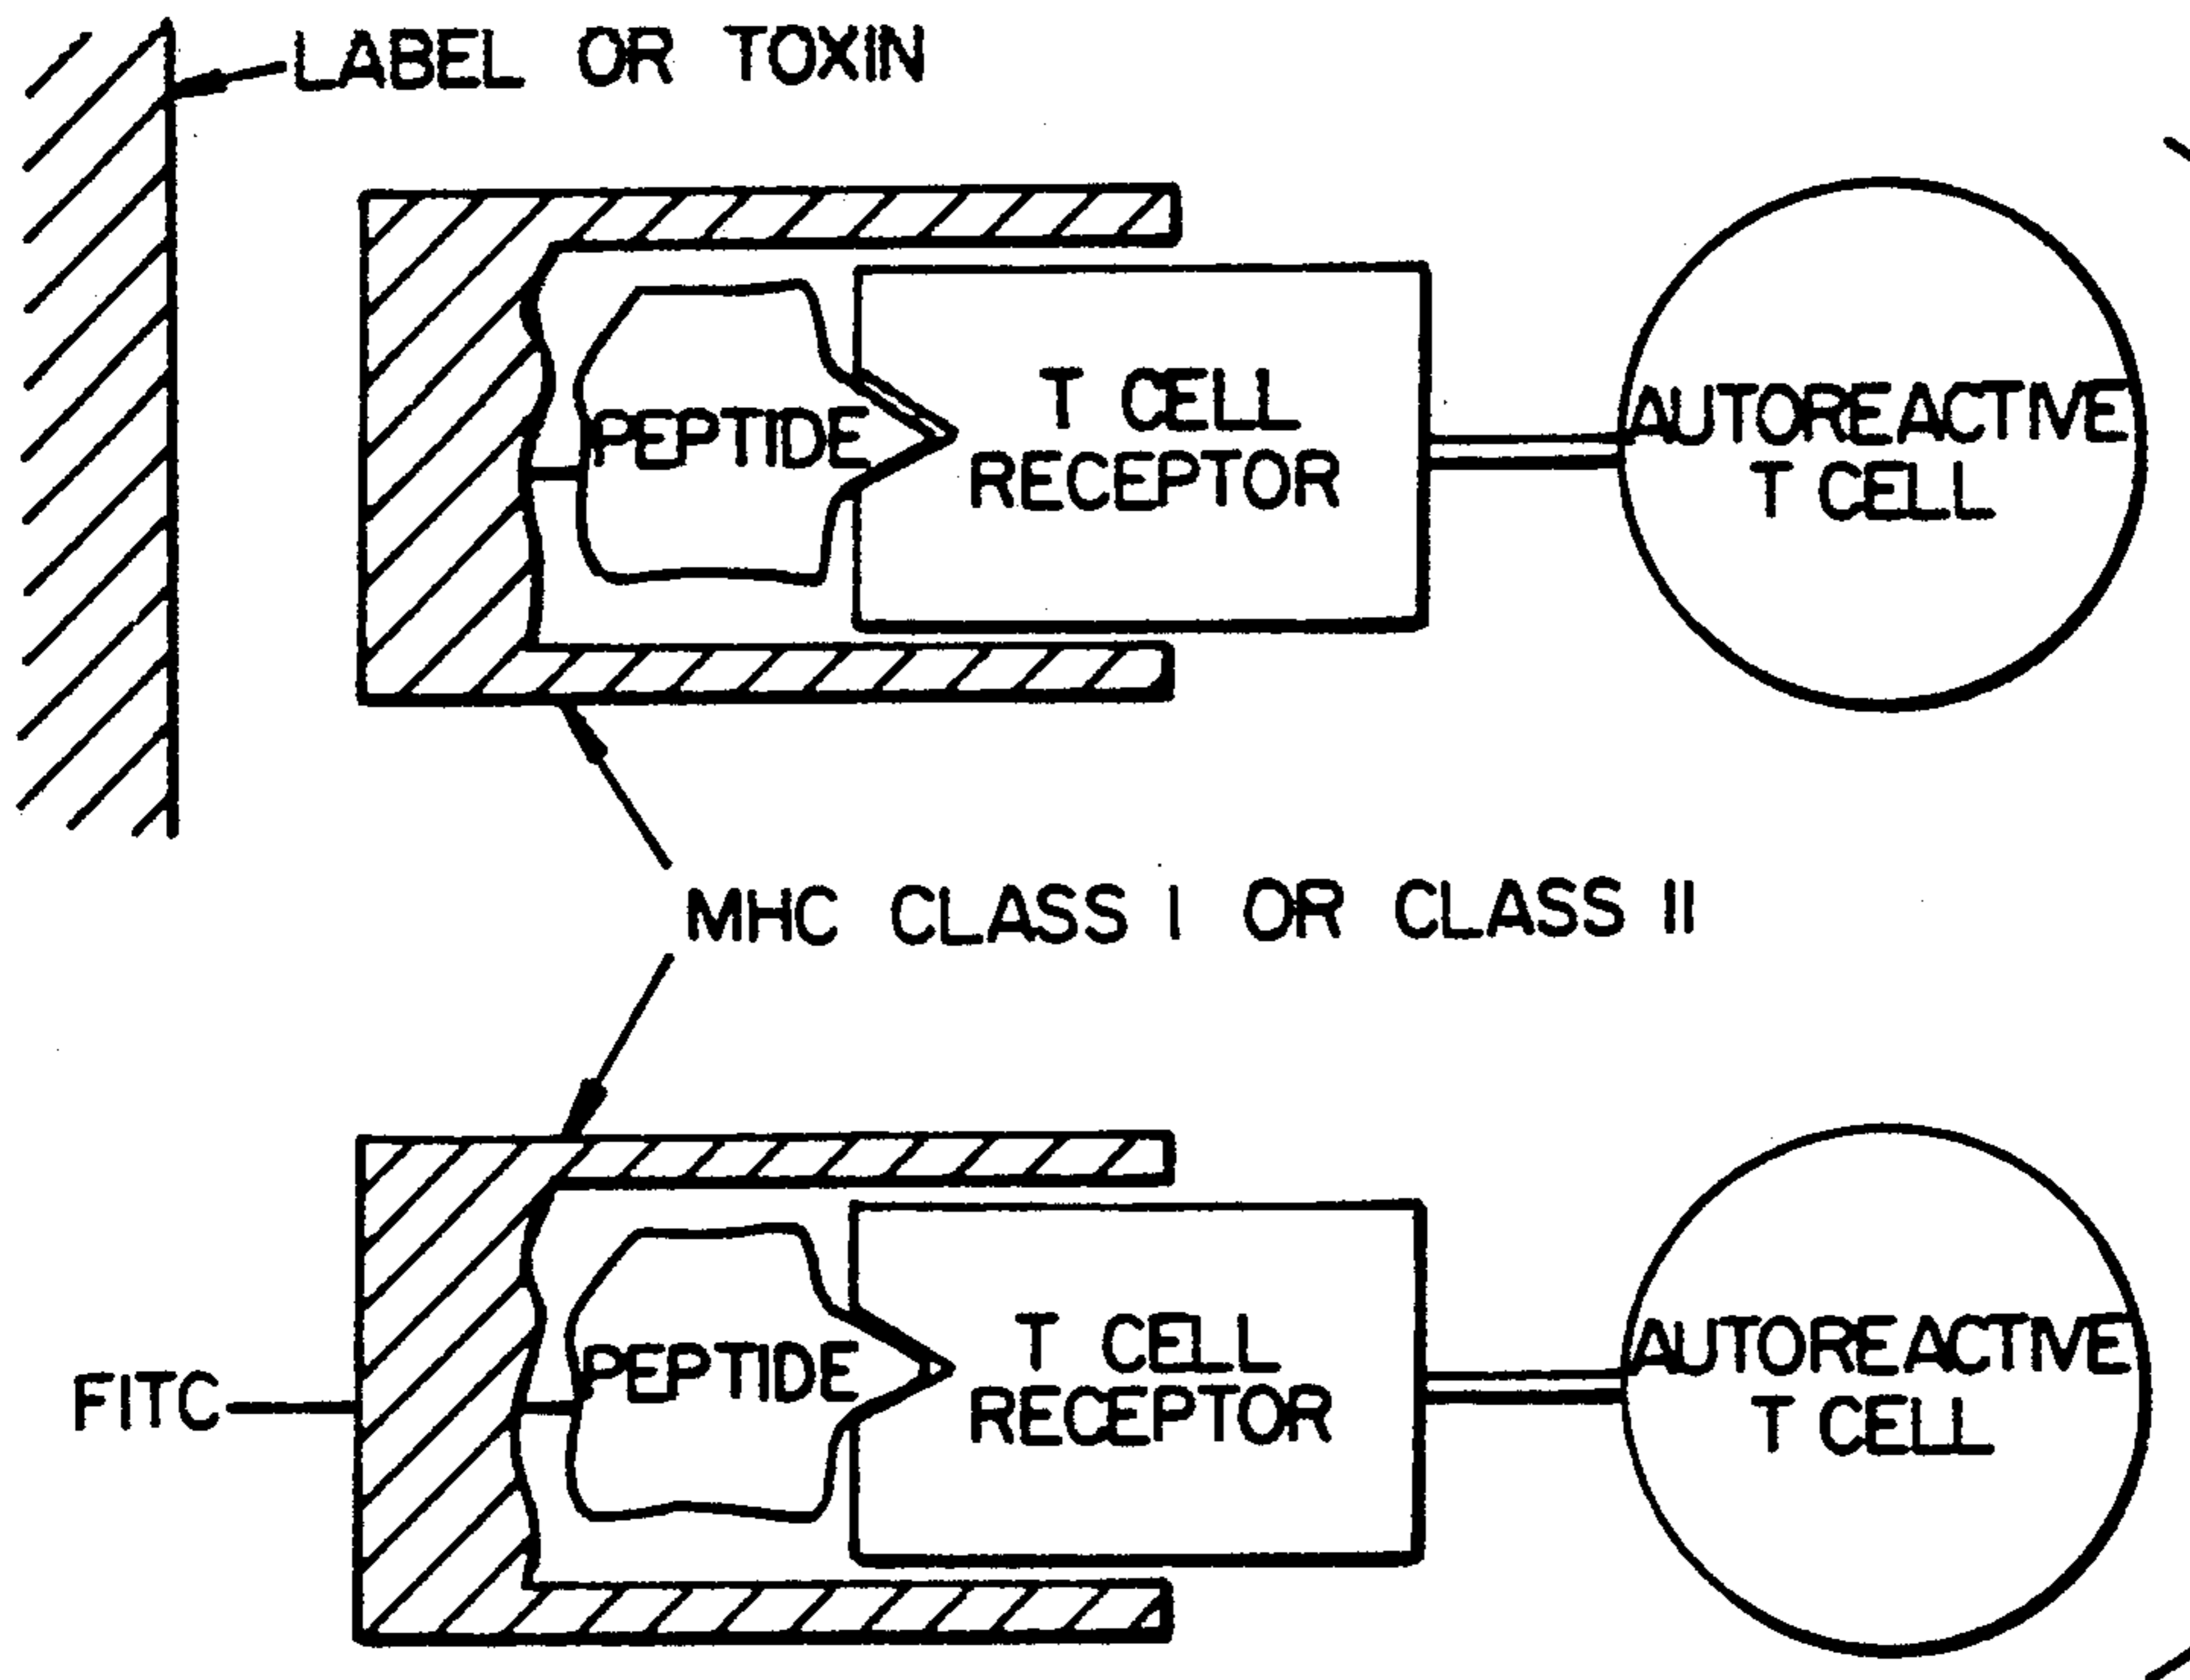 LABEL OR TOXIN
PEPTIDE
T CELL
RECEPTOR
AUTOREACTIVE
T CELL
MHC CLASS I OR CLASS II
FITC
PEPTIDE
T CELL
RECEPTOR
AUTOREACTIVE
T CELL